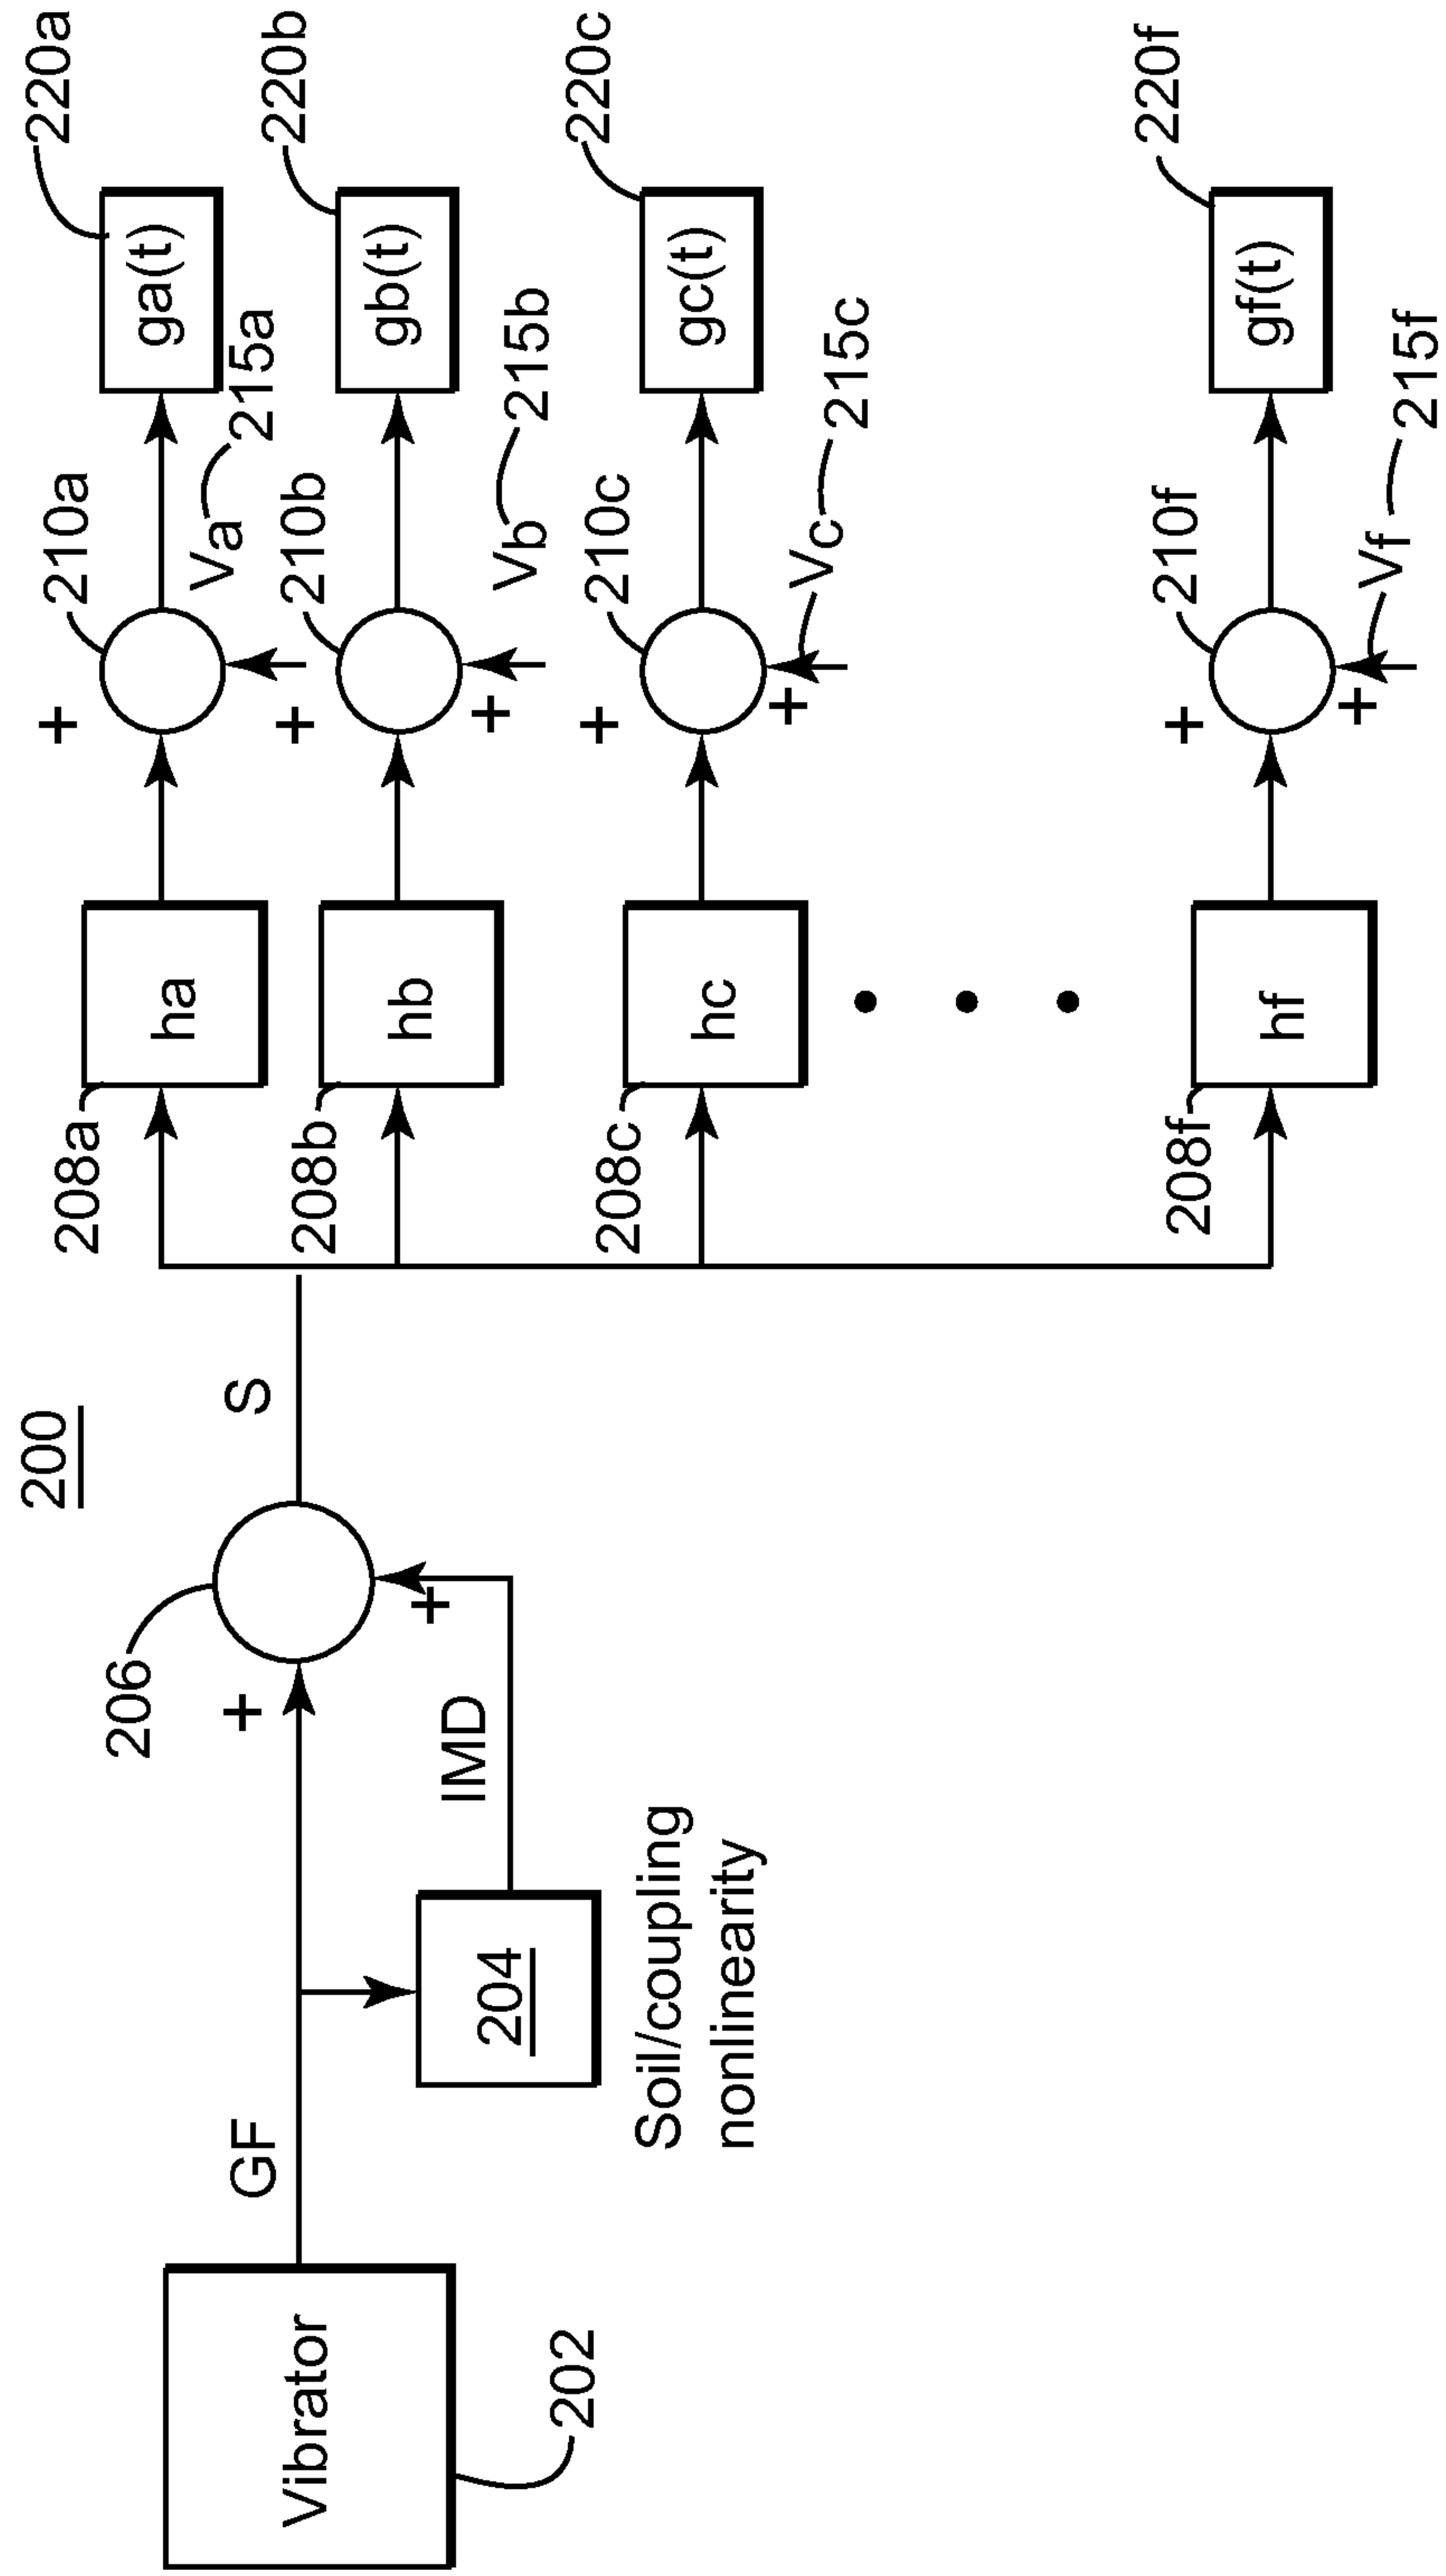 200
Vibrator
202
GF
204
Soil/coupling
nonlinearity
IMD
+
+
206
S
208a
ha
+
210a
Va
215a
ga(t)
220a
208b
hb
+
+
210b
Vb
215b
gb(t)
220b
208c
hc
+
+
210c
Vc
215c
gc(t)
220c
208f
hf
+
+
210f
Vf
215f
gf(t)
220f